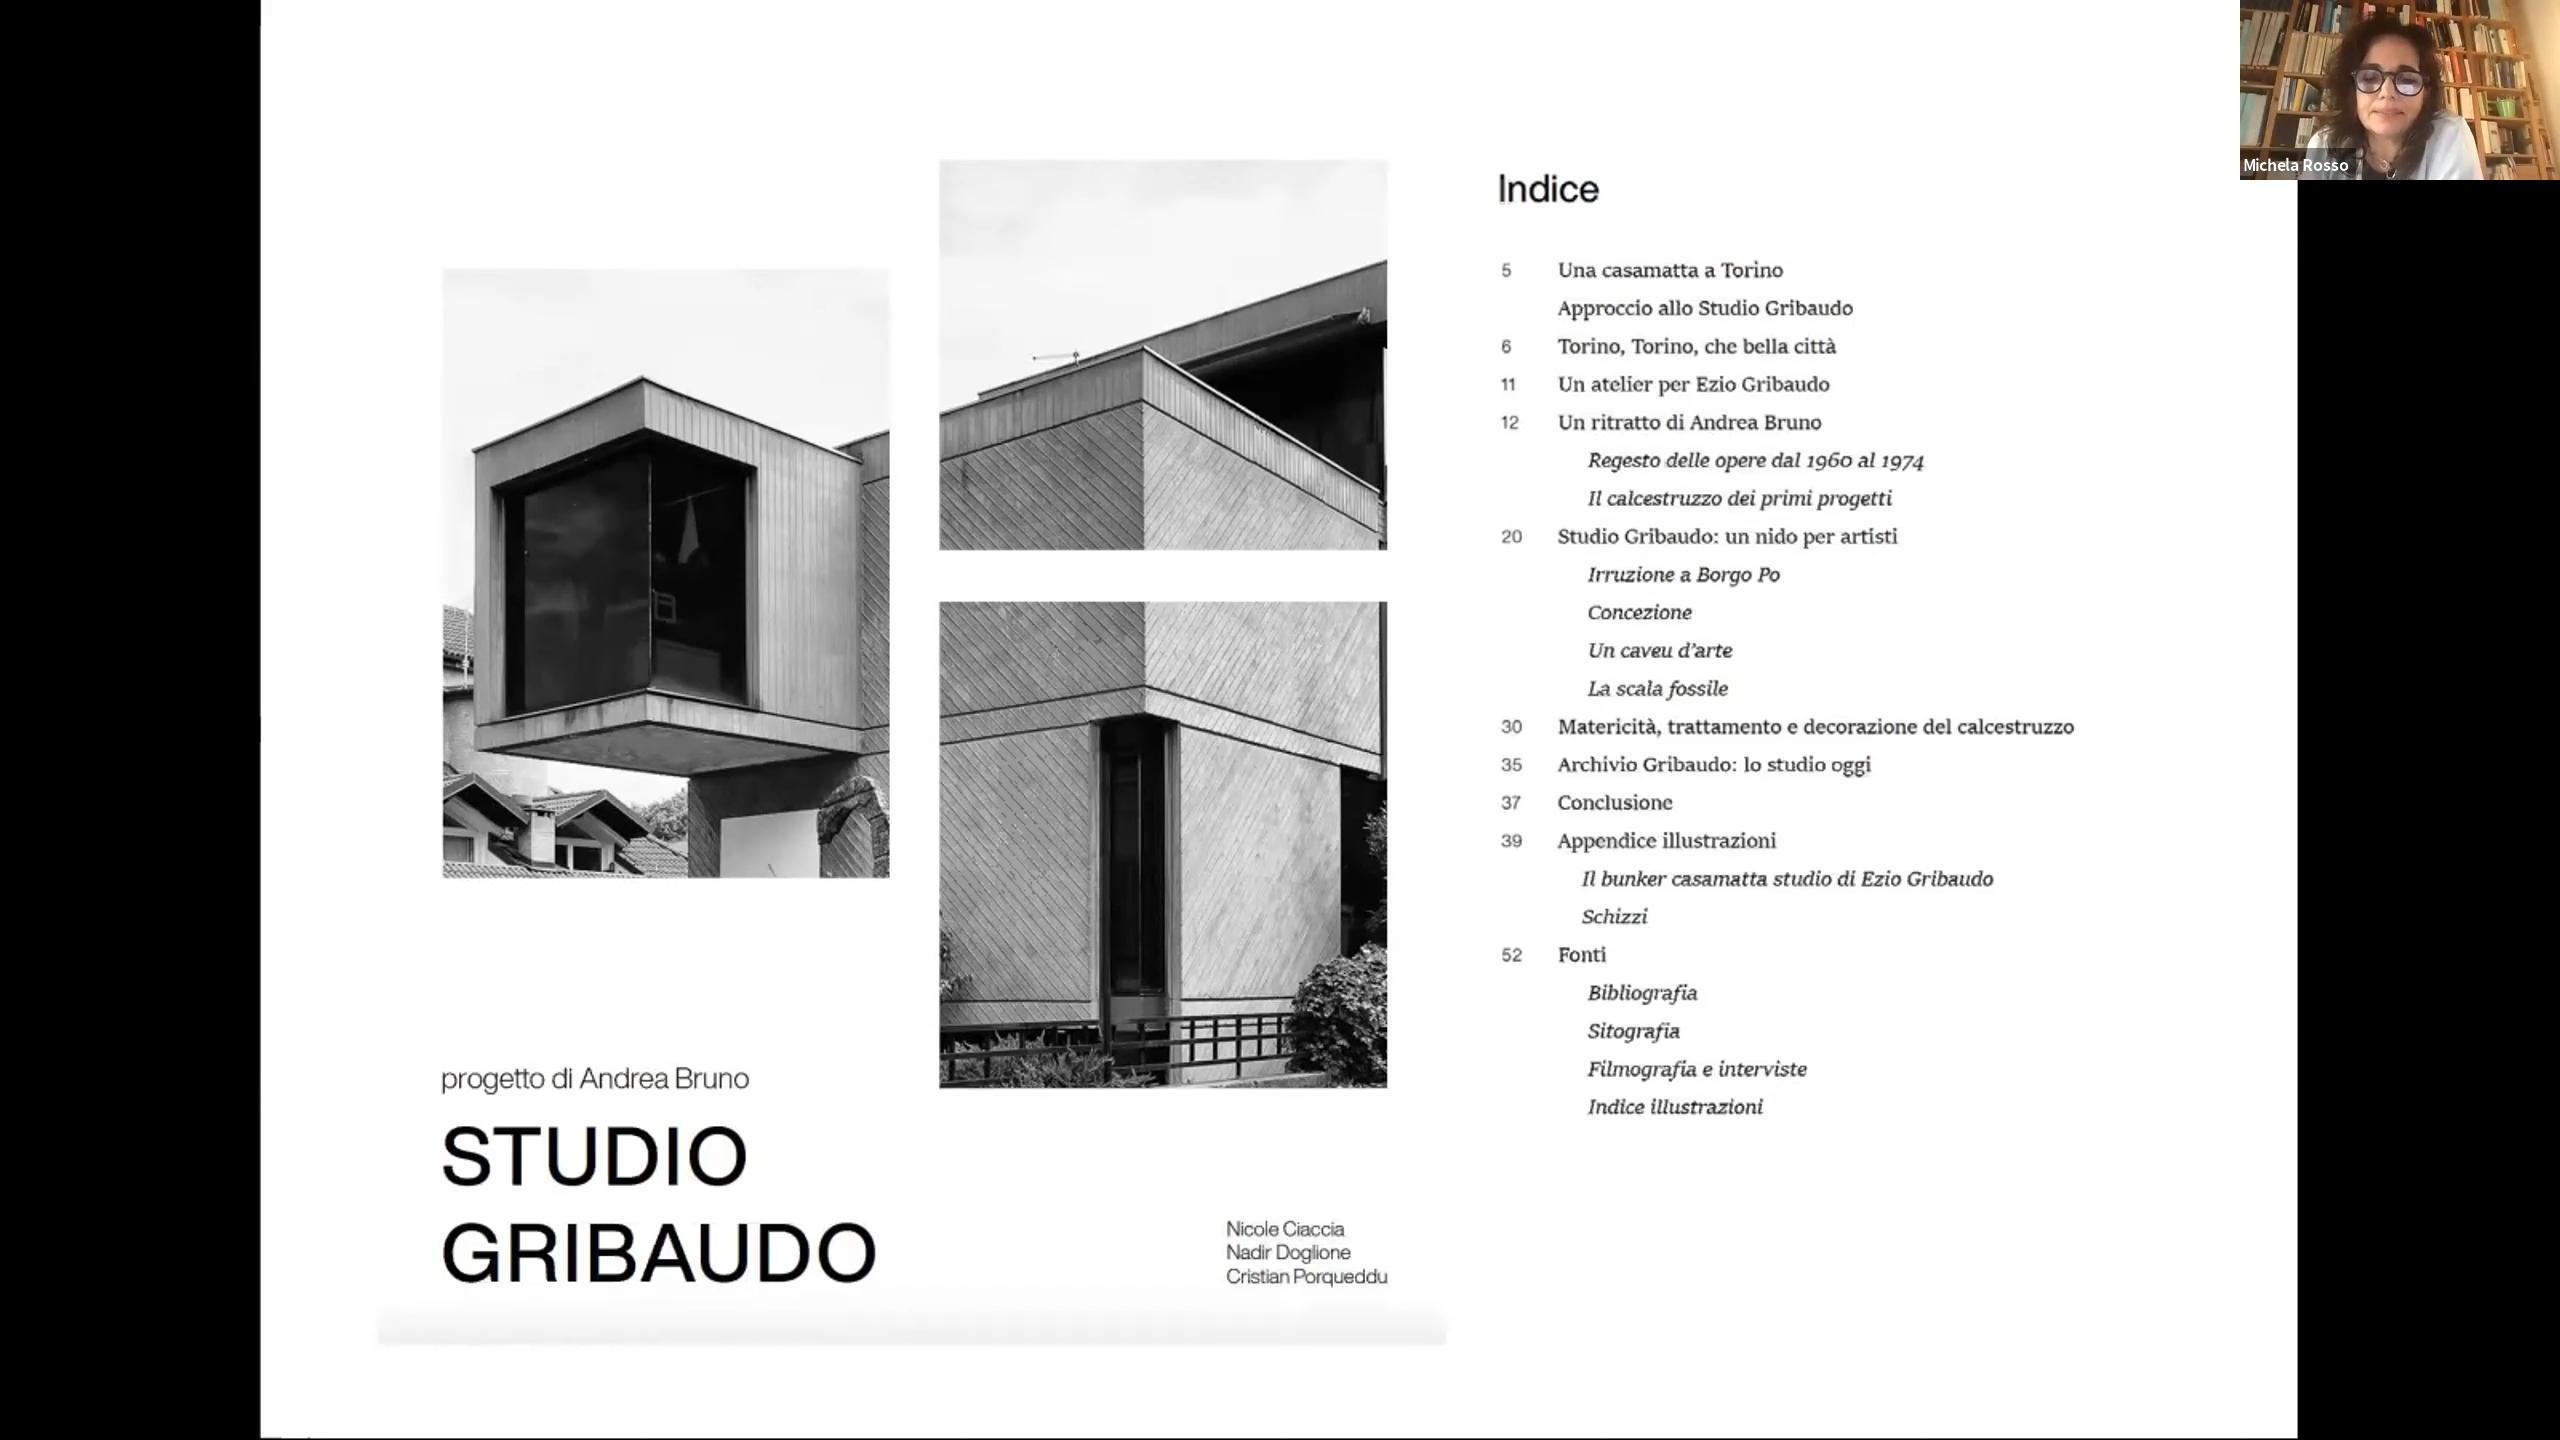 progetto di Andrea Bruno
STUDIO
GRIBAUDO
Nicole Ciaccia
Nadir Doglione
Cristian Porqueddu
Indice
5 Una casamatta a Torino
Approccio allo Studio Gribaudo
6 Torino, Torino, che bella città
11 Un atelier per Ezio Gribaudo
12 Un ritratto di Andrea Bruno
Regesto delle opere dal 1960 al 1974
Il calcestruzzo dei primi progetti
20 Studio Gribaudo: un nido per artisti
Irruzione a Borgo Po
Concezione
Un caveu d'arte
La scala fossile
30 Matericità, trattamento e decorazione del calcestruzzo
35 Archivio Gribaudo: lo studio oggi
37 Conclusione
39 Appendice illustrazioni
Il bunker casamatta studio di Ezio Gribaudo
Schizzi
52 Fonti
Bibliografia
Sitografia
Filmografia e interviste
Indice illustrazioni
Michela Rosso